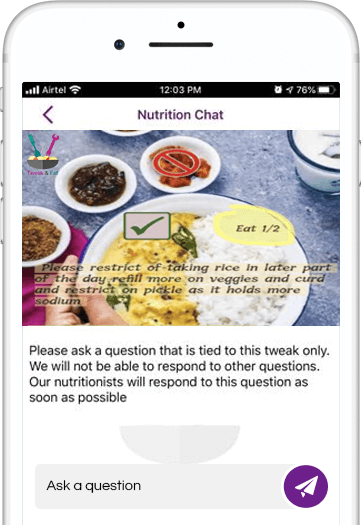 Airtel 12:03 PM 76%
Nutrition Chat
Tweak & Eat
Eat 1/2
Please restrict of taking rice in later part
of the day refill more on veggies and curd
and restrict on pickle as it holds more
sodium
Please ask a question that is tied to this tweak only.
We will not be able to respond to other questions.
Our nutritionists will respond to this question as
soon as possible
Ask a question